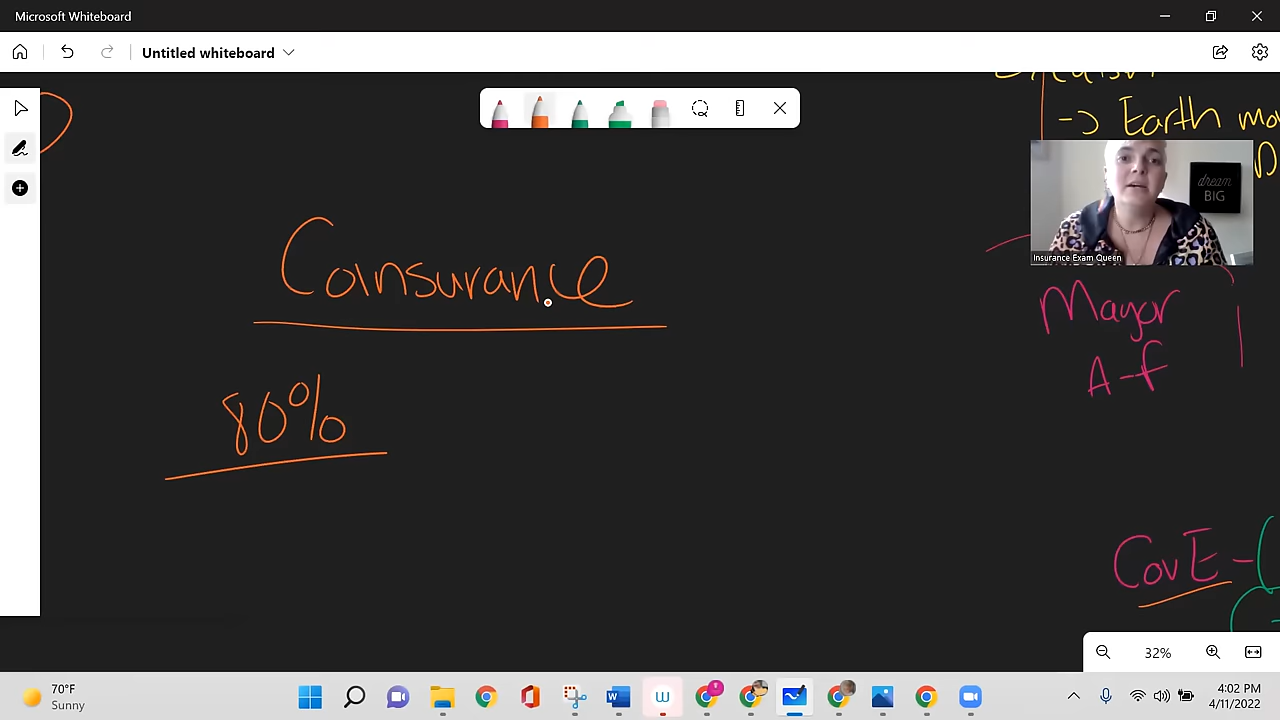 Microsoft Whiteboard
Untitled whiteboard
-> Earth mo
dream
BIG
Insurance Exam Queen
Coinsurance
80%
Mayor
A-f
Cov E -
32%
70°F
Sunny
4:02 PM
4/11/2022